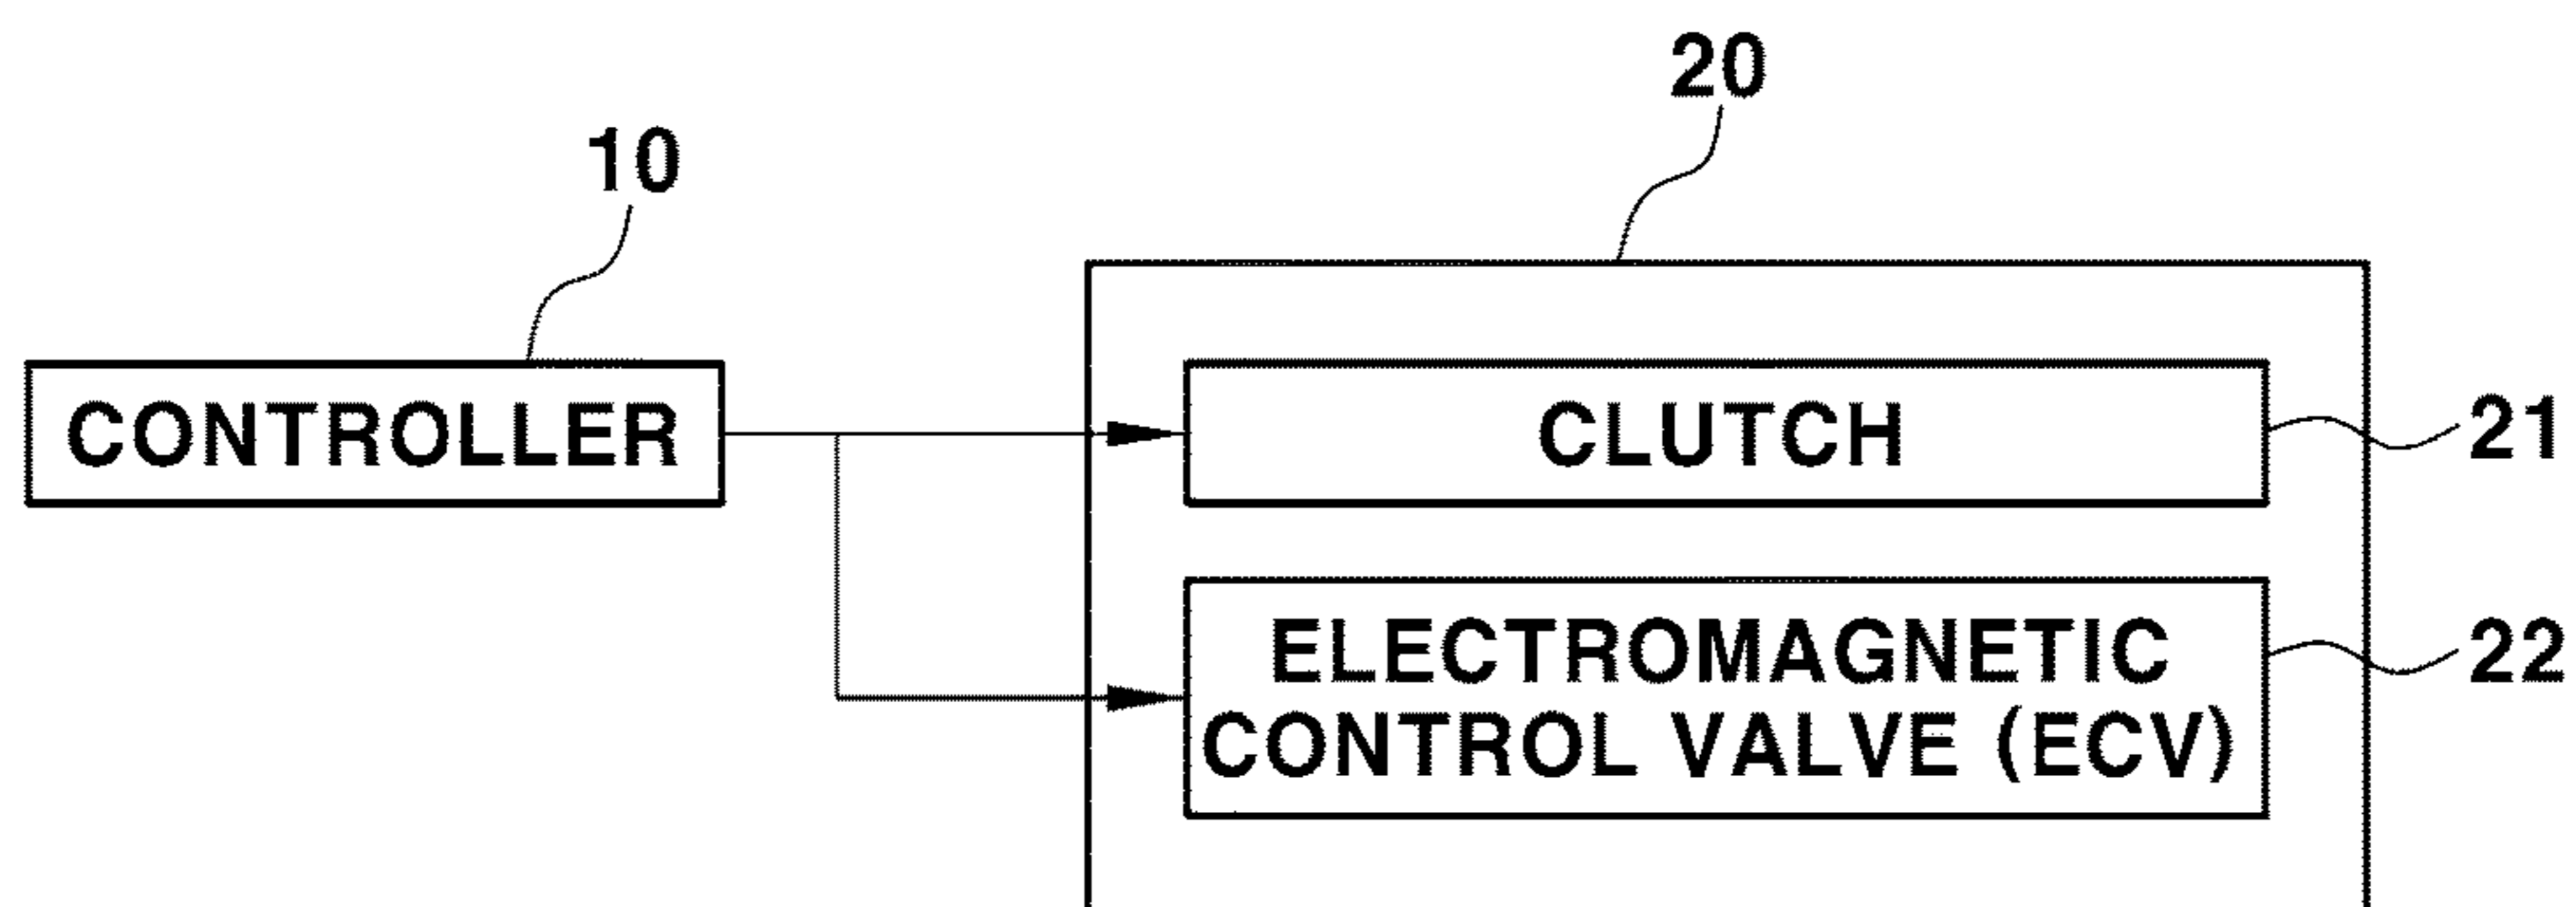 20
10
CONTROLLER
CLUTCH
21
ELECTROMAGNETIC
CONTROL VALVE (ECV)
22